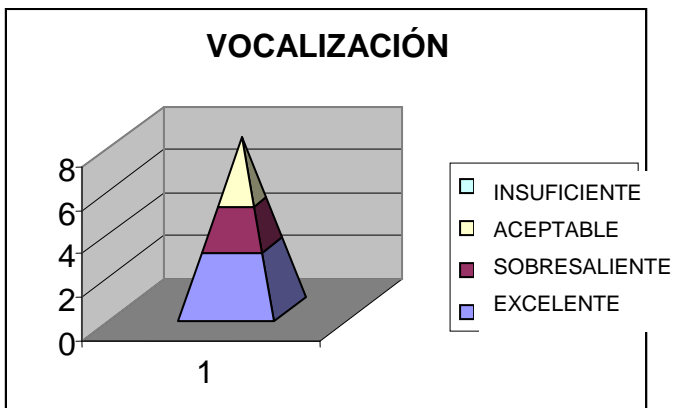 VOCALIZACIÓN
8
6
4
2
0
1
INSUFICIENTE
ACEPTABLE
SOBRESALIENTE
EXCELENTE